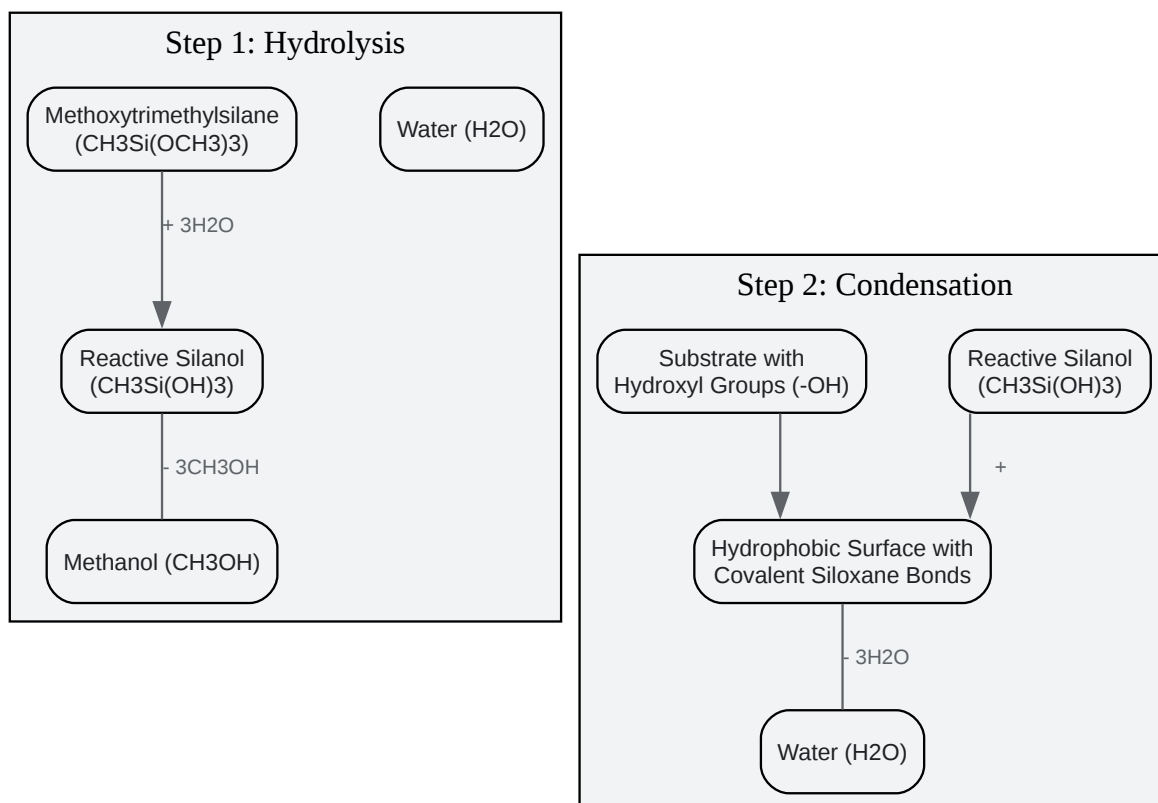 Step 1: Hydrolysis
Methoxytrimethylsilane
(CH3Si(OCH3)3)
Water (H2O)
+ 3H2O
Reactive Silanol
(CH3Si(OH)3)
- 3CH3OH
Methanol (CH3OH)
Step 2: Condensation
Substrate with
Hydroxyl Groups (-OH)
Reactive Silanol
(CH3Si(OH)3)
+
Hydrophobic Surface with
Covalent Siloxane Bonds
- 3H2O
Water (H2O)